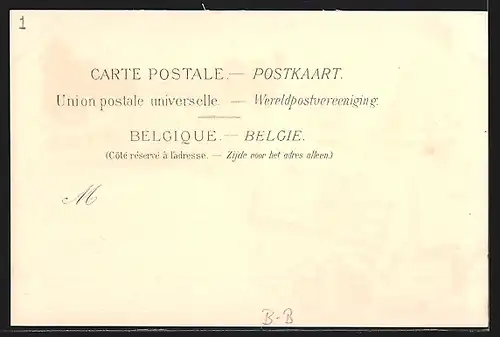 1
CARTE POSTALE.— POSTKAART.
Union postale universelle. — Wereldpostvereeniging.
BELGIQUE.— BELGIE.
(Côté réservé à l'adresse. — Zijde voor het adres alleen.)
M
B-B